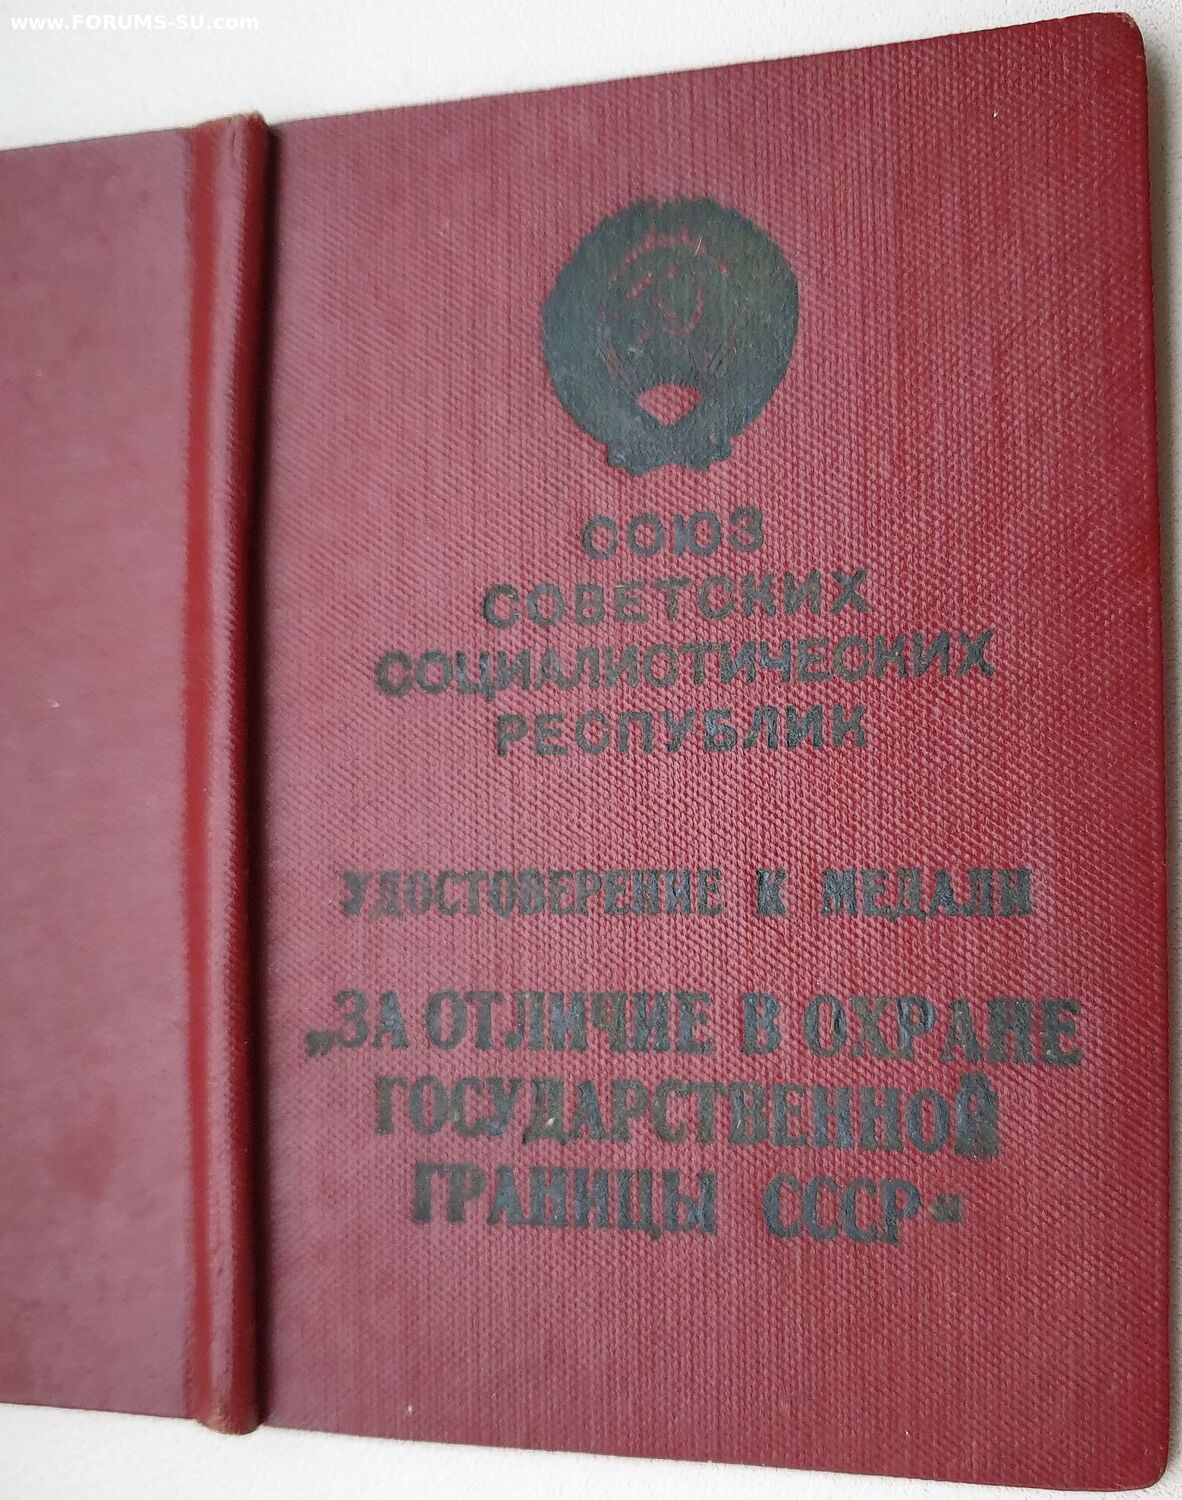 www.FORUMS-SU.com
СОЮЗ
СОВЕТСКИХ
СОЦИАЛИСТИЧЕСКИХ
РЕСПУБЛИК
УДОСТОВЕРЕНИЕ К МЕДАЛИ
„ЗА ОТЛИЧИЕ В ОХРАНЕ
ГОСУДАРСТВЕННОЙ
ГРАНИЦЫ СССР“